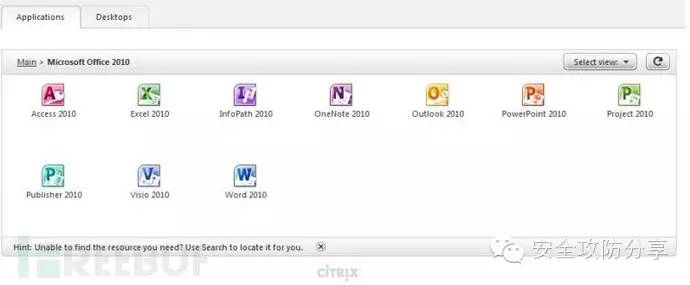 Applications Desktops
Main > Microsoft Office 2010 Select view:
Access 2010 Excel 2010 InfoPath 2010 OneNote 2010 Outlook 2010 PowerPoint 2010 Project 2010
Publisher 2010 Visio 2010 Word 2010
Hint: Unable to find the resource you need? Use Search to locate it for you.
安全攻防分享
REEBUF
CITRIX